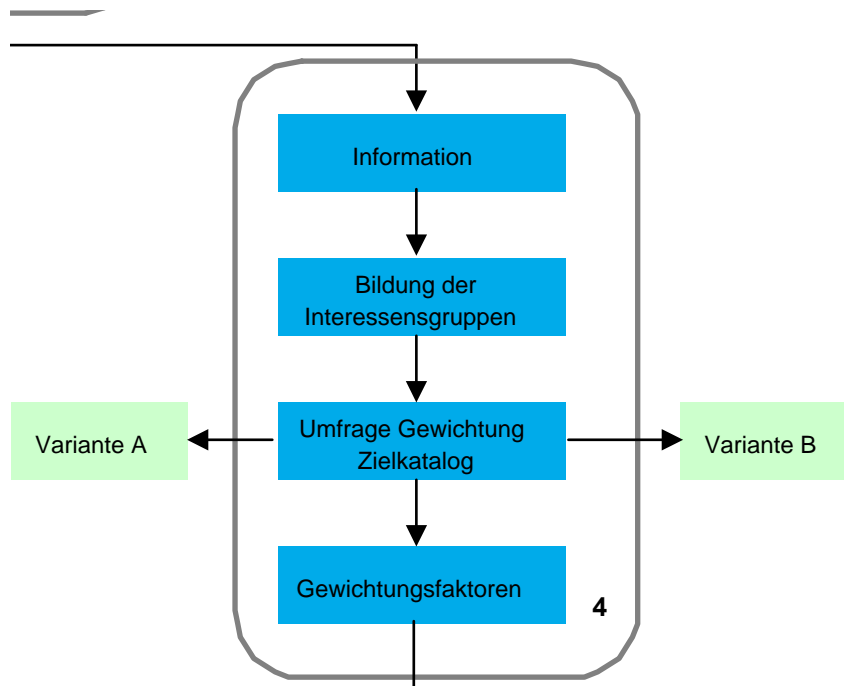 Information
Bildung der
Interessensgruppen
Variante A
Umfrage Gewichtung
Zielkatalog
Variante B
Gewichtungsfaktoren
4